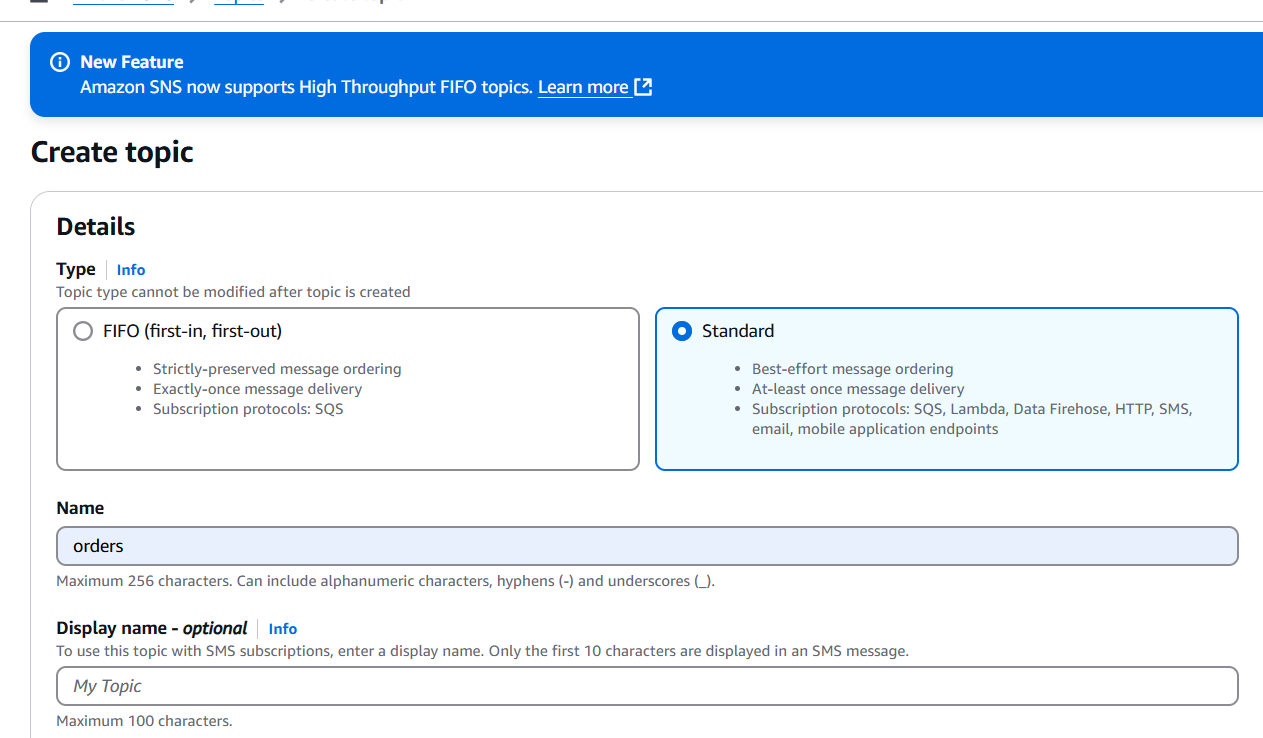 New Feature
Amazon SNS now supports High Throughput FIFO topics. Learn more
Create topic
Details
Type Info
Topic type cannot be modified after topic is created
FIFO (first-in, first-out)
• Strictly-preserved message ordering
• Exactly-once message delivery
• Subscription protocols: SQS
Standard
• Best-effort message ordering
• At-least once message delivery
• Subscription protocols: SQS, Lambda, Data Firehose, HTTP, SMS,
email, mobile application endpoints
Name
orders
Maximum 256 characters. Can include alphanumeric characters, hyphens (-) and underscores (_).
Display name - optional Info
To use this topic with SMS subscriptions, enter a display name. Only the first 10 characters are displayed in an SMS message.
My Topic
Maximum 100 characters.